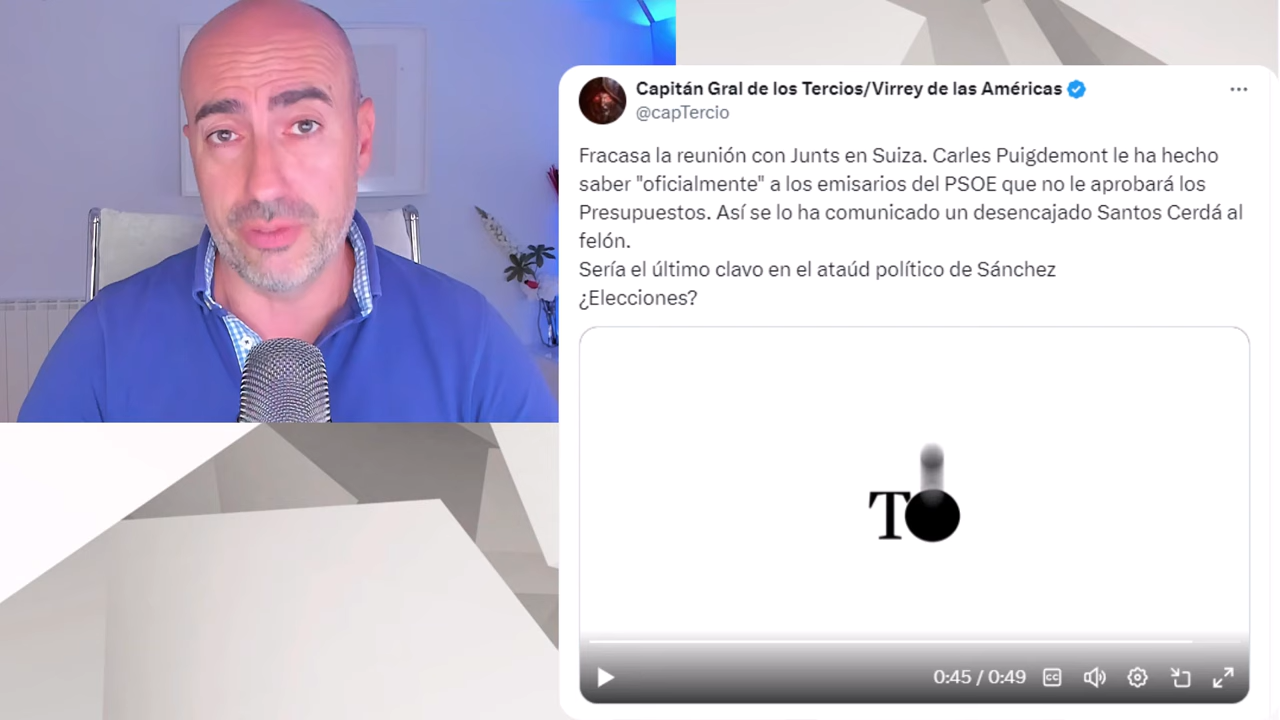 Capitán Gral de los Tercios/Virrey de las Américas
@capTercio
Fracasa la reunión con Junts en Suiza. Carles Puigdemont le ha hecho
saber "oficialmente" a los emisarios del PSOE que no le aprobará los
Presupuestos. Así se lo ha comunicado un desencajado Santos Cerdá al
felón.
Sería el último clavo en el ataúd político de Sánchez
¿Elecciones?
T
0:45 / 0:49
CC